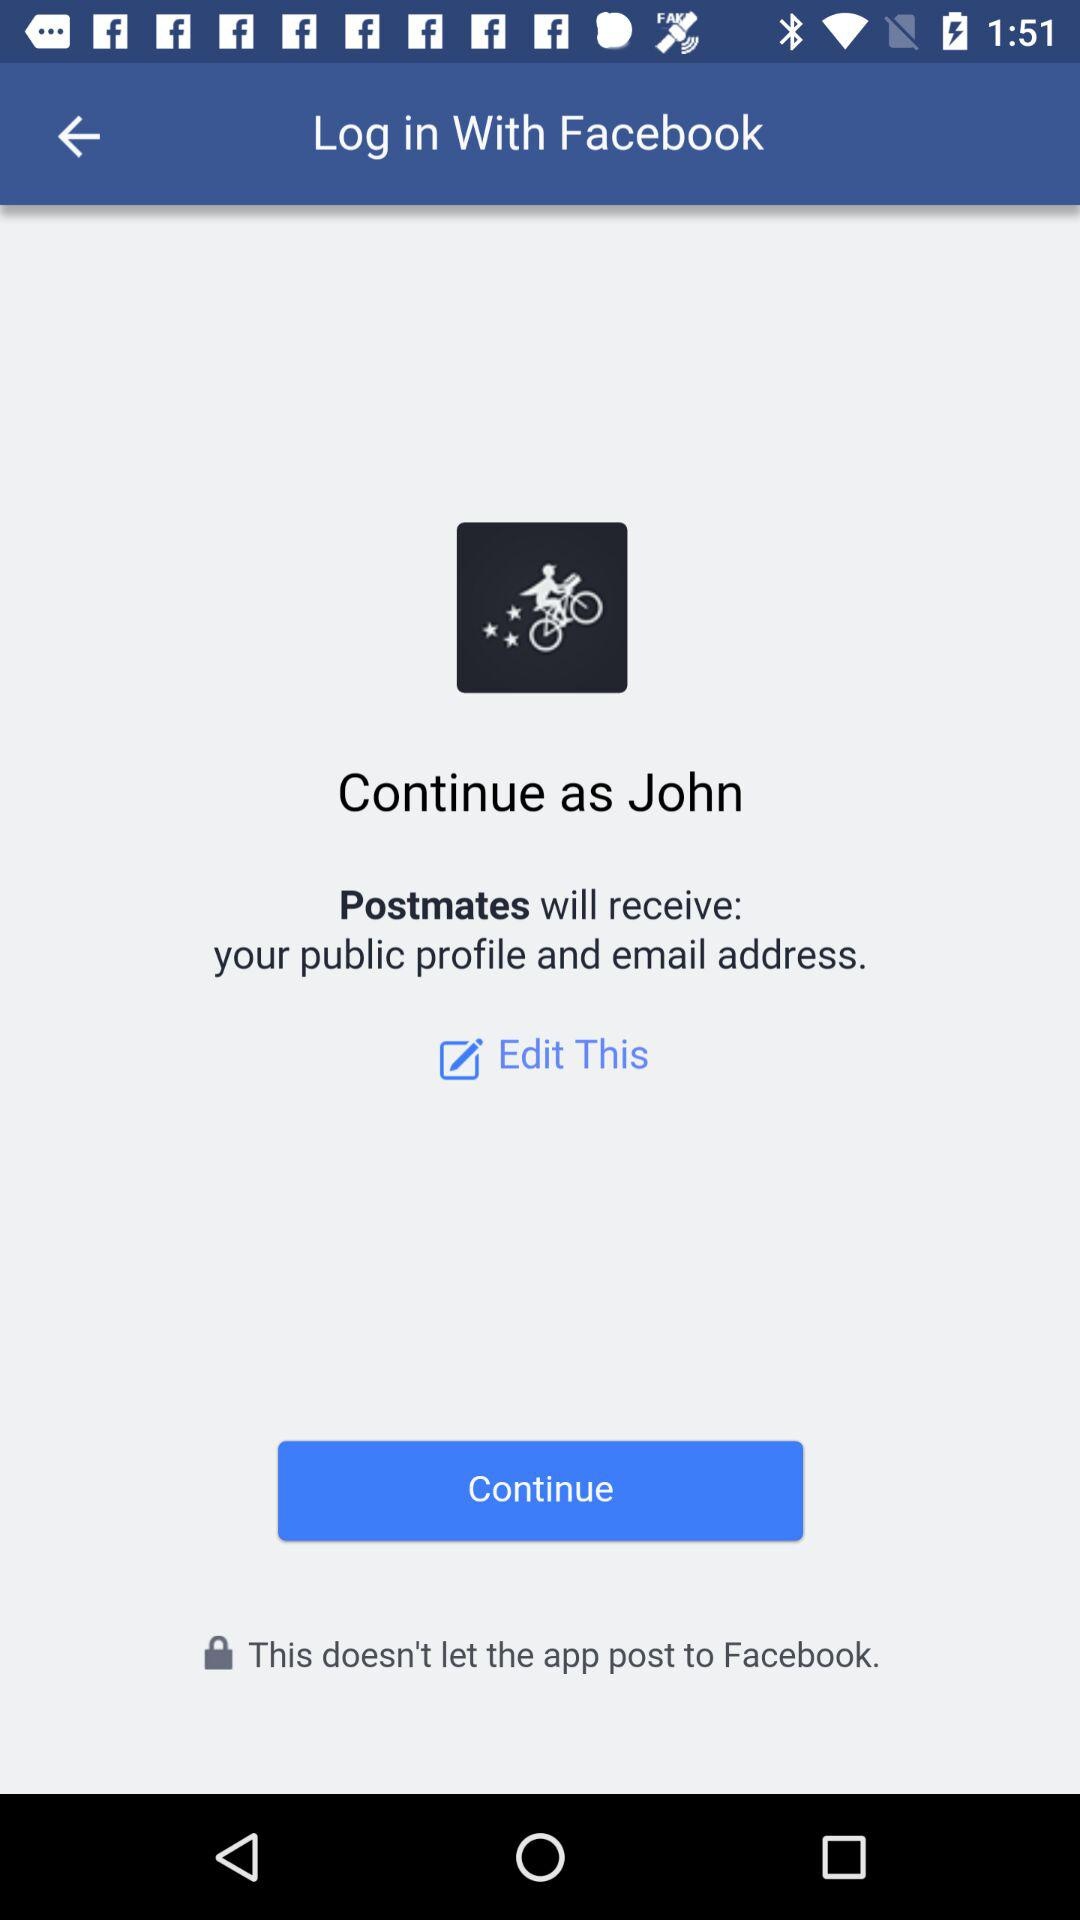 FAKE
1:51
Log in With Facebook
Continue as John
Postmates will receive:
your public profile and email address.
Edit This
Continue
This doesn't let the app post to Facebook.